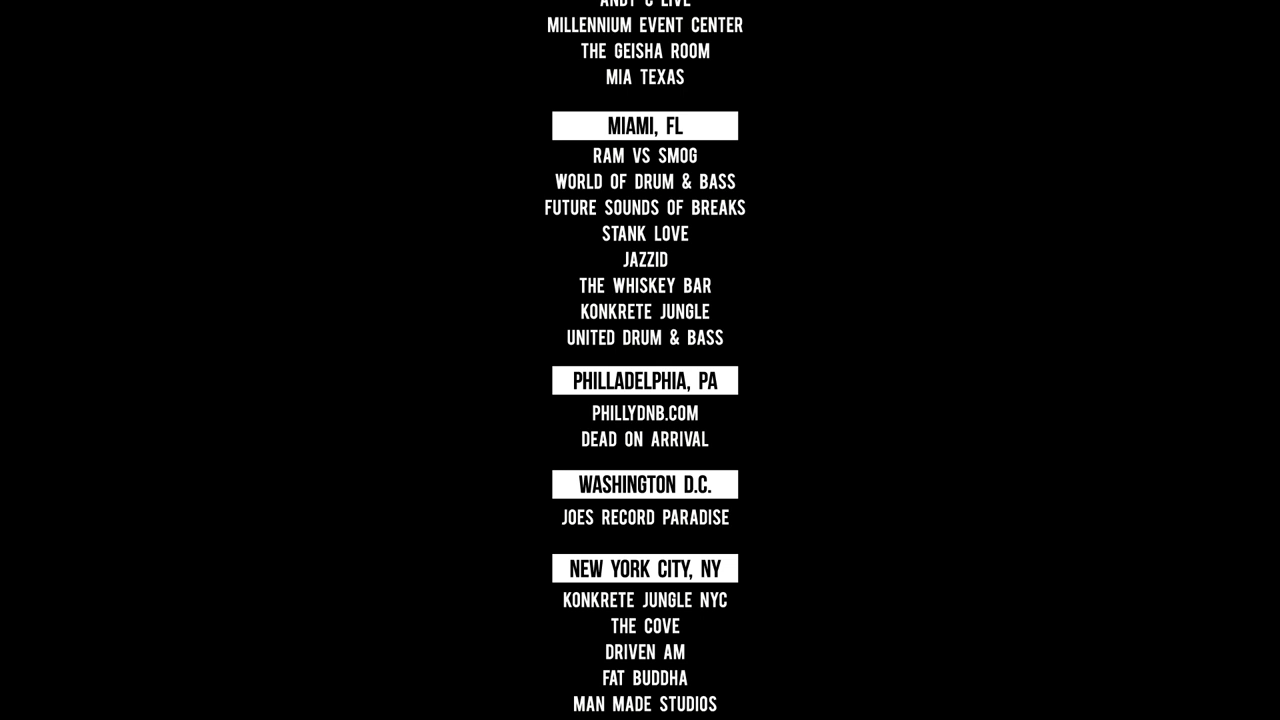 ANDY C LIVE
MILLENNIUM EVENT CENTER
THE GEISHA ROOM
MIA TEXAS
MIAMI, FL
RAM VS SMOG
WORLD OF DRUM & BASS
FUTURE SOUNDS OF BREAKS
STANK LOVE
JAZZID
THE WHISKEY BAR
KONKRETE JUNGLE
UNITED DRUM & BASS
PHILLADELPHIA, PA
PHILLYDNB.COM
DEAD ON ARRIVAL
WASHINGTON D.C.
JOES RECORD PARADISE
NEW YORK CITY, NY
KONKRETE JUNGLE NYC
THE COVE
DRIVEN AM
FAT BUDDHA
MAN MADE STUDIOS